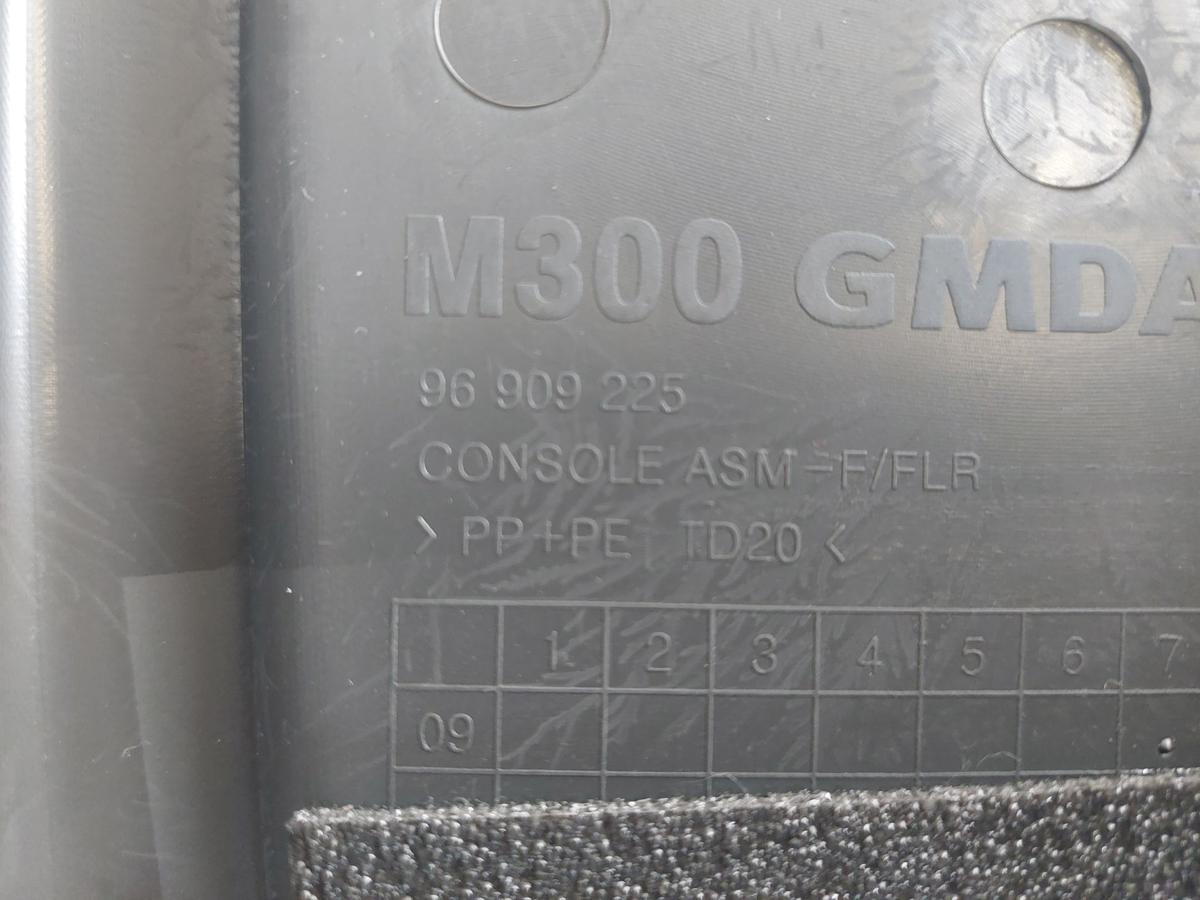 M300 GMDA
96 909 225
CONSOLE ASM-F/FLR
> PP+PE TD20 <
1 2 3 4 5 6 7
09